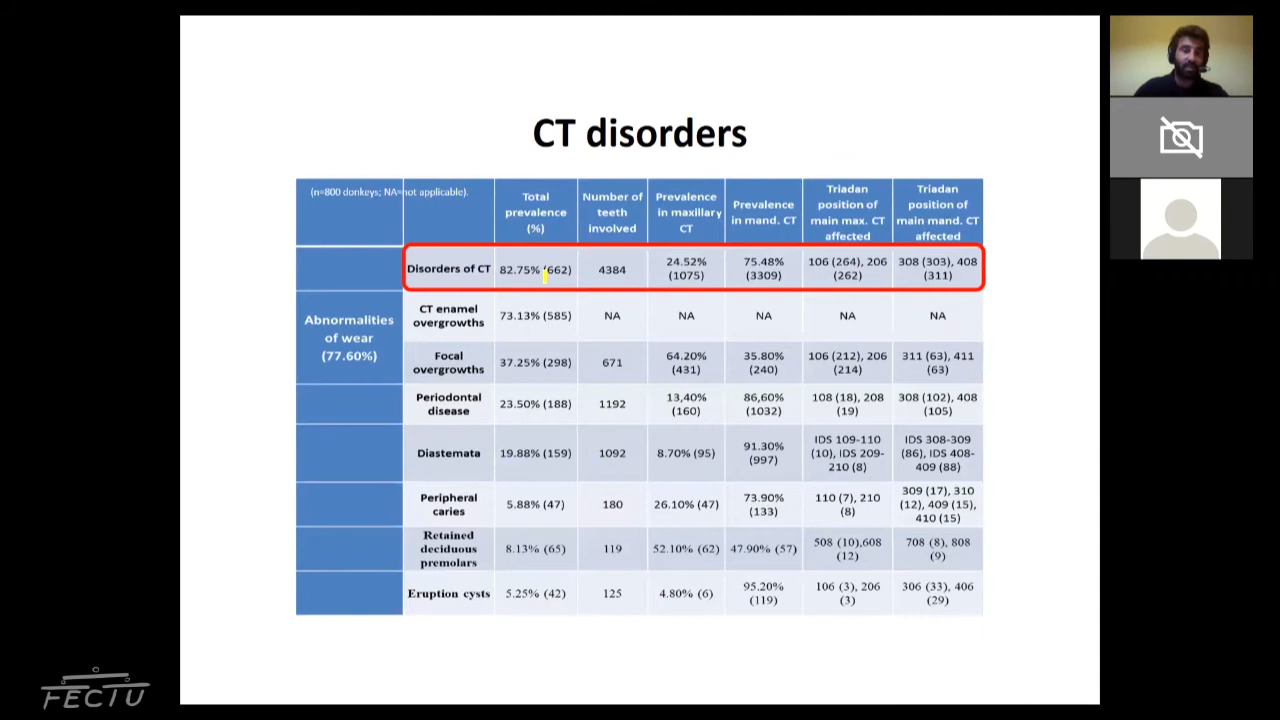 CT disorders
(n=800 donkeys; NA=not applicable).
Total prevalence (%)
Number of teeth involved
Prevalence in maxillary CT
Prevalence in mand. CT
Triadan position of main max. CT affected
Triadan position of main mand. CT affected
Disorders of CT
82.75% (662)
4384
24.52% (1075)
75.48% (3309)
106 (264), 206 (262)
308 (303), 408 (311)
Abnormalities of wear (77.60%)
CT enamel overgrowths
73.13% (585)
NA
NA
NA
NA
NA
Focal overgrowths
37.25% (298)
671
64.20% (431)
35.80% (240)
106 (212), 206 (214)
311 (63), 411 (63)
Periodontal disease
23.50% (188)
1192
13,40% (160)
86,60% (1032)
108 (18), 208 (19)
308 (102), 408 (105)
Diastemata
19.88% (159)
1092
8.70% (95)
91.30% (997)
IDS 109-110 (10), IDS 209-210 (8)
IDS 308-309 (86), IDS 408-409 (88)
Peripheral caries
5.88% (47)
180
26.10% (47)
73.90% (133)
110 (7), 210 (8)
309 (17), 310 (12), 409 (15), 410 (15)
Retained deciduous premolars
8.13% (65)
119
52.10% (62)
47.90% (57)
508 (10),608 (12)
708 (8), 808 (9)
Eruption cysts
5.25% (42)
125
4.80% (6)
95.20% (119)
106 (3), 206 (3)
306 (33), 406 (29)
FECTU